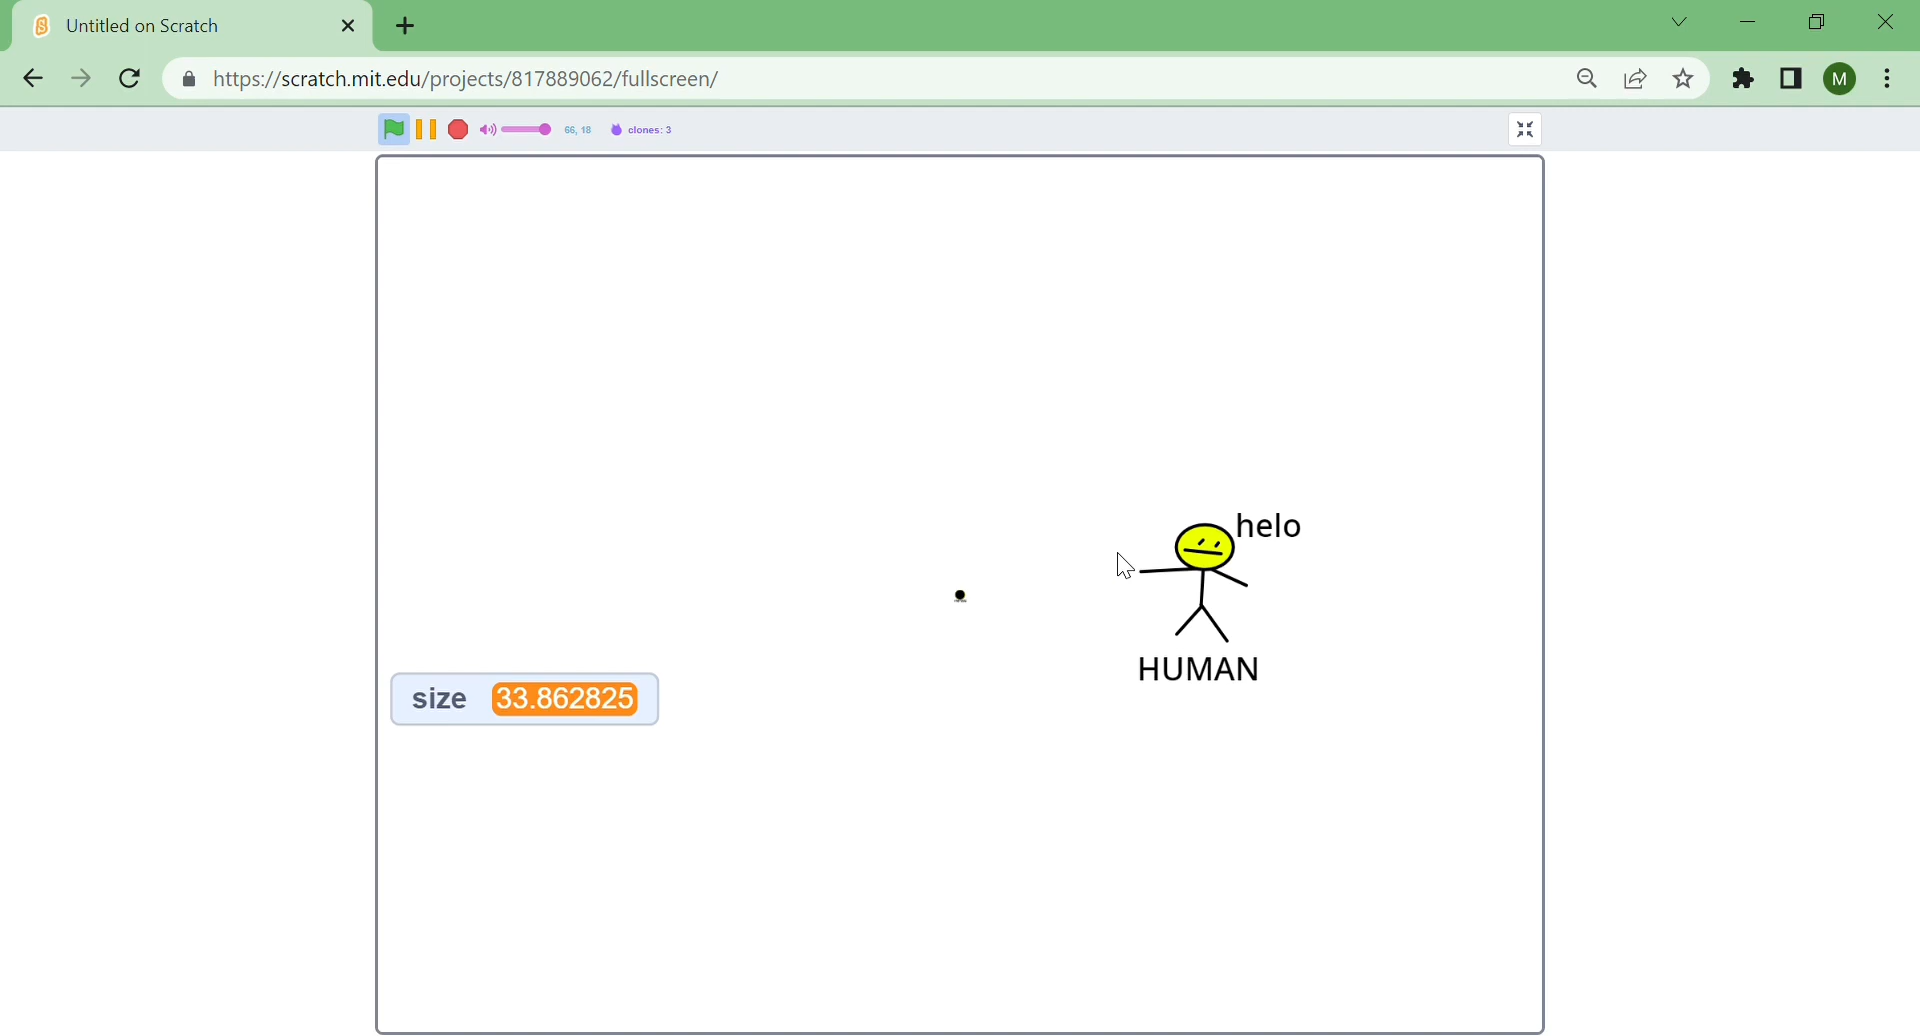 Untitled on Scratch
https://scratch.mit.edu/projects/817889062/fullscreen/
M
66, 18
clones: 3
helo
HUMAN
size 33.862825